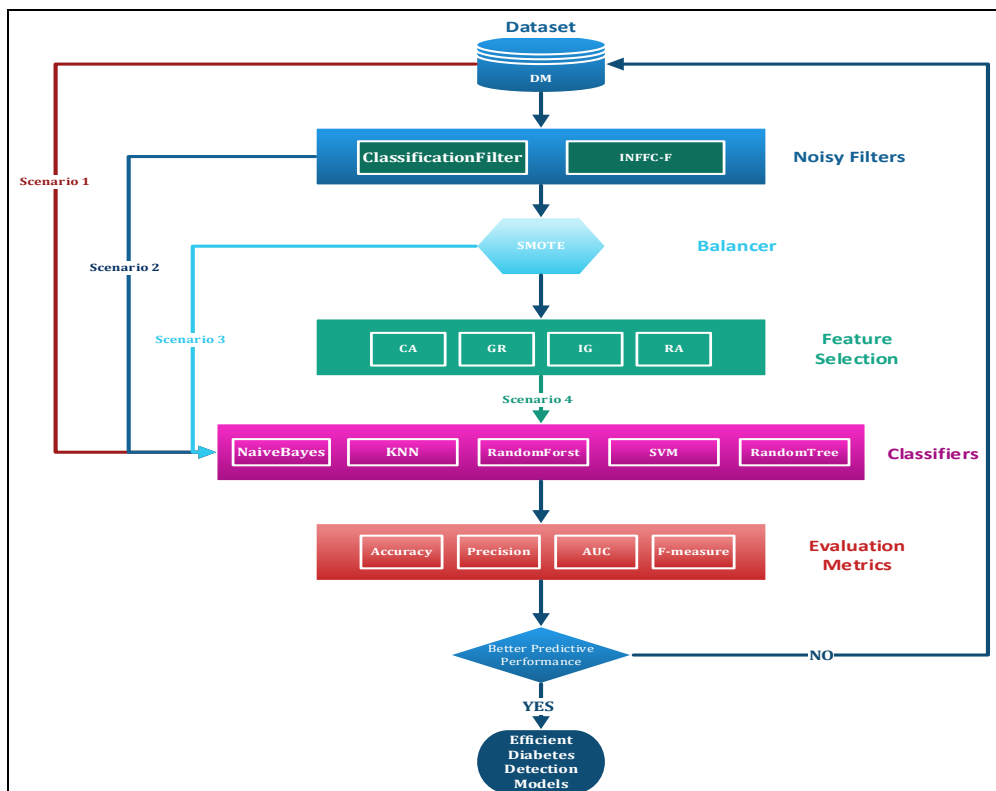 Dataset
DM
ClassificationFilter
INFFC-F
Noisy Filters
Scenario 1
SMOTE
Balancer
Scenario 2
Scenario 3
CA
GR
IG
RA
Feature
Selection
Scenario 4
NaiveBayes
KNN
RandomForst
SVM
RandomTree
Classifiers
Accuracy
Precision
AUC
F-measure
Evaluation
Metrics
Better Predictive
Performance
NO
YES
Efficient
Diabetes
Detection
Models